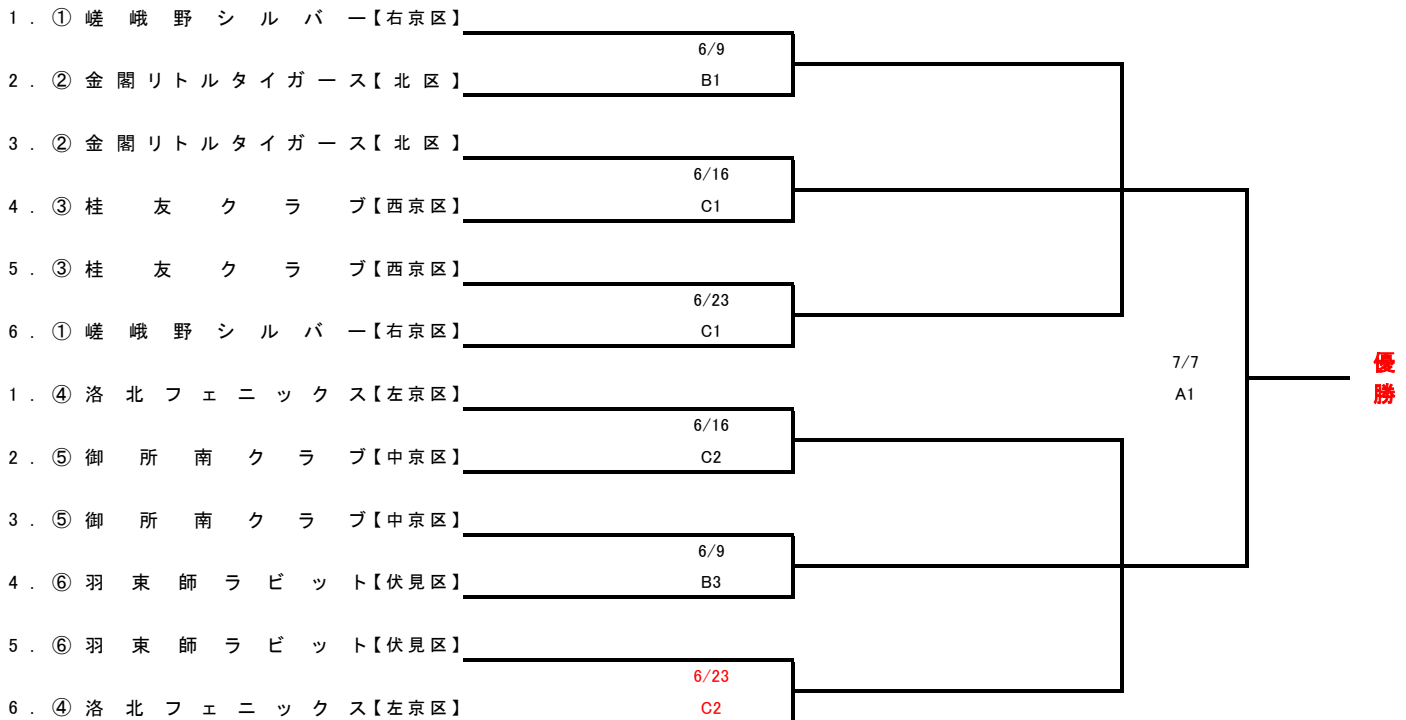 1. ① 嵯峨野シルバー【右京区】
6/9
2. ② 金閣リトルタイガース【北区】
B1
3. ② 金閣リトルタイガース【北区】
6/16
4. ③ 桂友クラブ【西京区】
C1
5. ③ 桂友クラブ【西京区】
6/23
6. ① 嵯峨野シルバー【右京区】
C1
7/7
A1
優
勝
1. ④ 洛北フェニックス【左京区】
6/16
2. ⑤ 御所南クラブ【中京区】
C2
3. ⑤ 御所南クラブ【中京区】
6/9
4. ⑥ 羽束師ラビット【伏見区】
B3
5. ⑥ 羽束師ラビット【伏見区】
6/23
6. ④ 洛北フェニックス【左京区】
C2